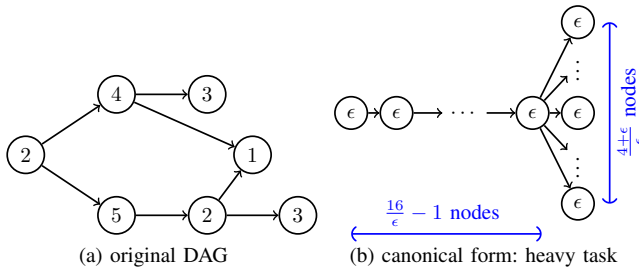 2
4
3
1
5
2
3
(a) original DAG
ϵ ϵ ··· ϵ
ϵ
⋮
ϵ
⋮
ϵ
(4+ϵ)/ϵ nodes
16/ϵ − 1 nodes
(b) canonical form: heavy task